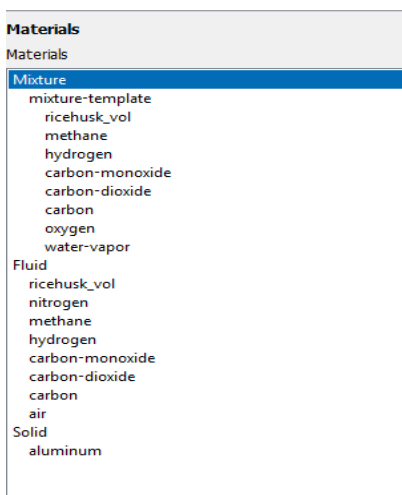 Materials
Materials
Mixture
mixture-template
ricehusk_vol
methane
hydrogen
carbon-monoxide
carbon-dioxide
carbon
oxygen
water-vapor
Fluid
ricehusk_vol
nitrogen
methane
hydrogen
carbon-monoxide
carbon-dioxide
carbon
air
Solid
aluminum